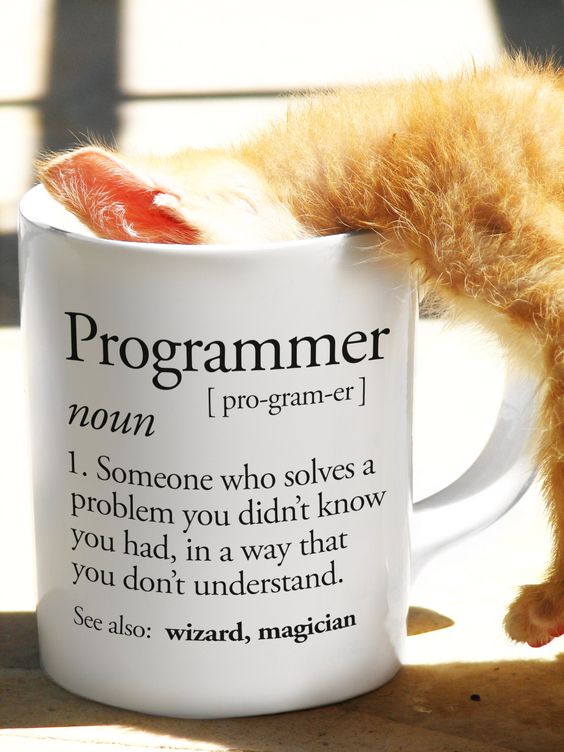 Programmer
[ pro-gram-er ]
noun
1. Someone who solves a
problem you didn't know
you had, in a way that
you don't understand.
See also: wizard, magician